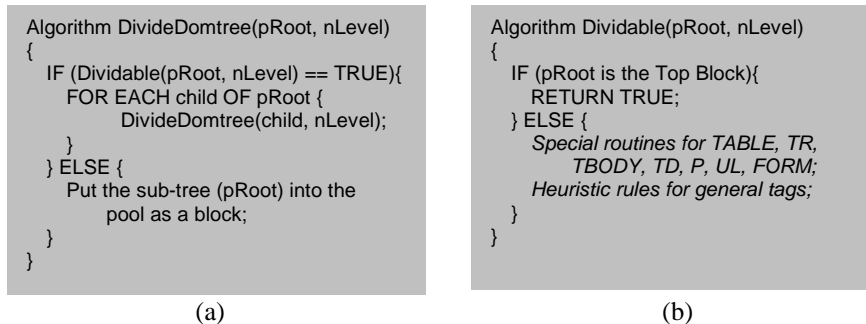 Algorithm DivideDomtree(pRoot, nLevel)
{
IF (Dividable(pRoot, nLevel) == TRUE){
FOR EACH child OF pRoot {
DivideDomtree(child, nLevel);
}
} ELSE {
Put the sub-tree (pRoot) into the
pool as a block;
}
}
(a)
Algorithm Dividable(pRoot, nLevel)
{
IF (pRoot is the Top Block){
RETURN TRUE;
} ELSE {
Special routines for TABLE, TR,
TBODY, TD, P, UL, FORM;
Heuristic rules for general tags;
}
}
(b)